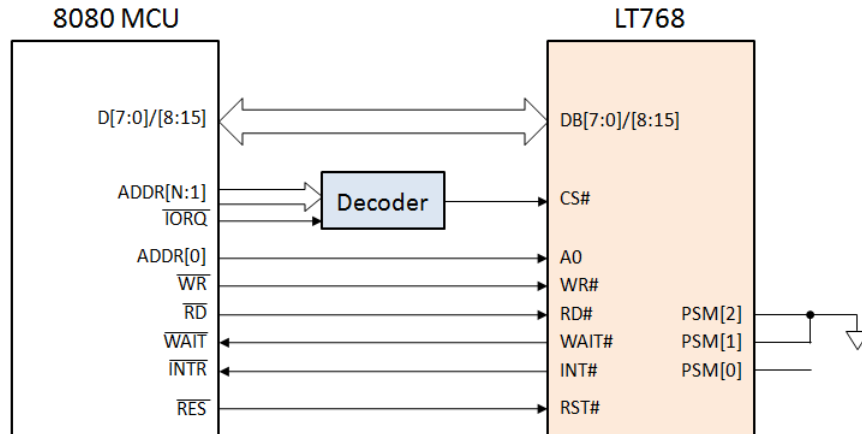 8080 MCU
LT768
D[7:0]/[8:15]
DB[7:0]/[8:15]
ADDR[N:1]
IORQ
Decoder
CS#
ADDR[0]
A0
WR
WR#
RD
RD#
PSM[2]
WAIT
WAIT#
PSM[1]
INTR
INT#
PSM[0]
RES
RST#